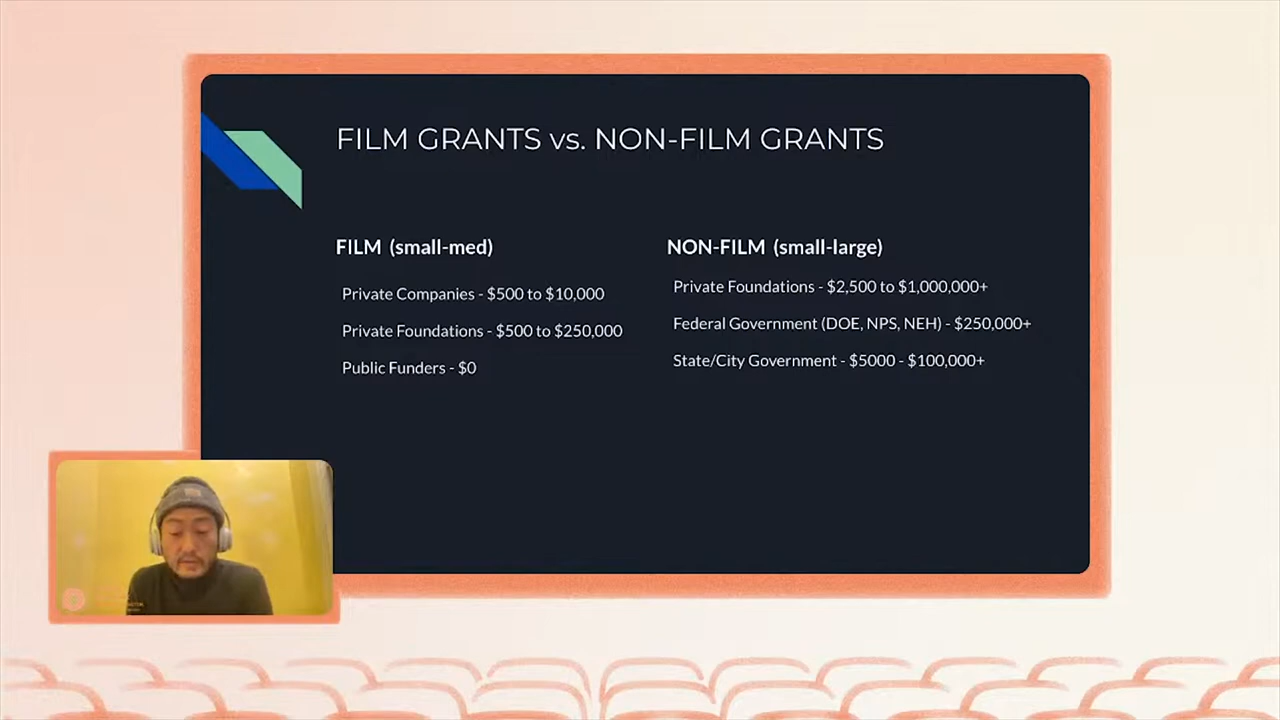 FILM GRANTS vs. NON-FILM GRANTS
FILM (small-med)
Private Companies - $500 to $10,000
Private Foundations - $500 to $250,000
Public Funders - $0
NON-FILM (small-large)
Private Foundations - $2,500 to $1,000,000+
Federal Government (DOE, NPS, NEH) - $250,000+
State/City Government - $5000 - $100,000+